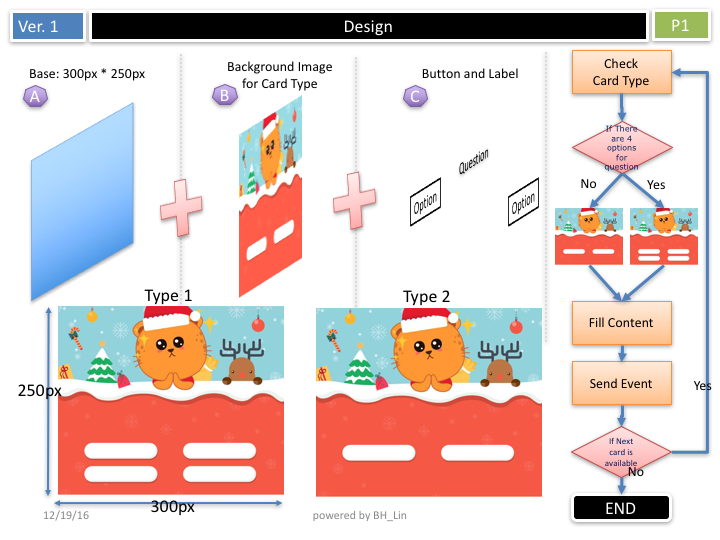 Ver. 1
Design
P1
Base: 300px * 250px
A
Background Image
for Card Type
B
Button and Label
C
Question
Option
Option
Check
Card Type
If There
are 4
options
for
question
No
Yes
Type 1
Type 2
250px
300px
Fill Content
Send Event
Yes
If Next
card is
available
No
END
12/19/16
powered by BH_Lin